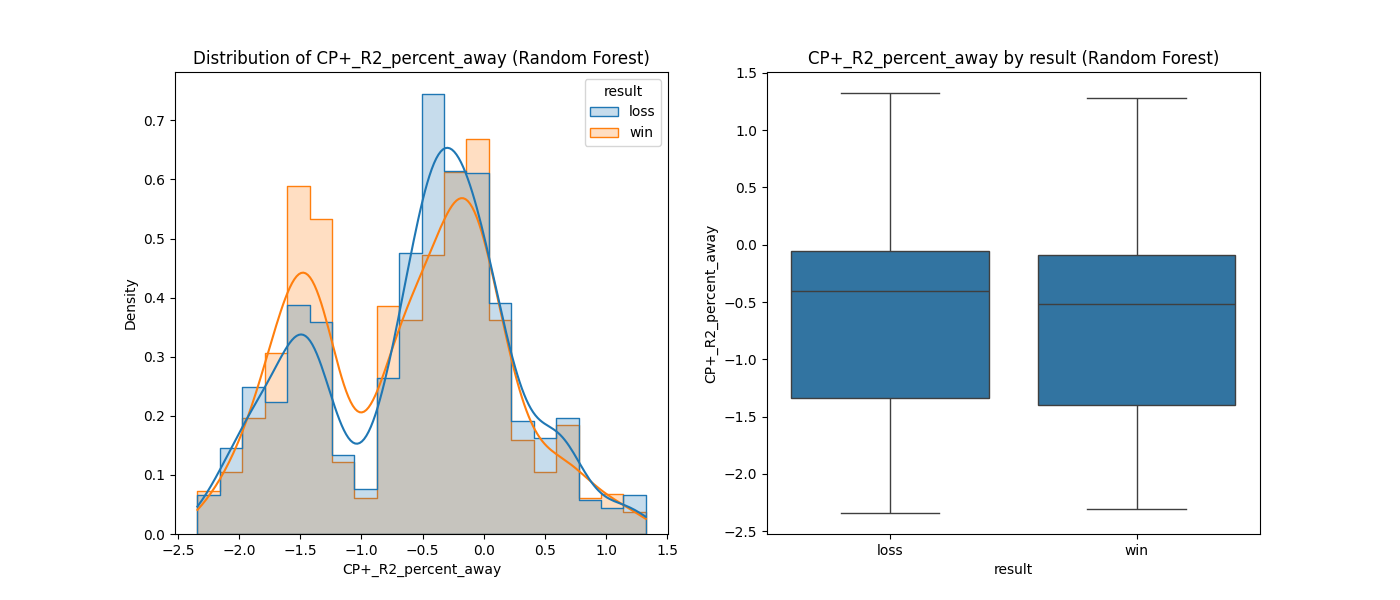 Distribution of CP+_R2_percent_away (Random Forest)
result
loss
win
Density
0.7
0.6
0.5
0.4
0.3
0.2
0.1
0.0
−2.5 −2.0 −1.5 −1.0 −0.5 0.0 0.5 1.0 1.5
CP+_R2_percent_away
CP+_R2_percent_away by result (Random Forest)
CP+_R2_percent_away
1.5
1.0
0.5
0.0
−0.5
−1.0
−1.5
−2.0
−2.5
loss win
result